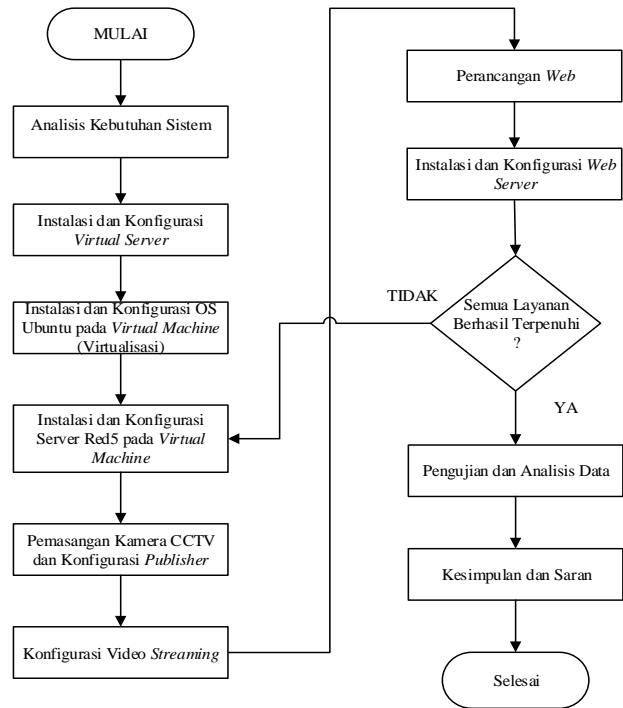 MULAI
Analisis Kebutuhan Sistem
Instalasi dan Konfigurasi
Virtual Server
Instalasi dan Konfigurasi OS
Ubuntu pada Virtual Machine
(Virtualisasi)
Instalasi dan Konfigurasi
Server Red5 pada Virtual
Machine
Pemasangan Kamera CCTV
dan Konfigurasi Publisher
Konfigurasi Video Streaming
Perancangan Web
Instalasi dan Konfigurasi Web
Server
Semua Layanan
Berhasil Terpenuhi
?
TIDAK
YA
Pengujian dan Analisis Data
Kesimpulan dan Saran
Selesai